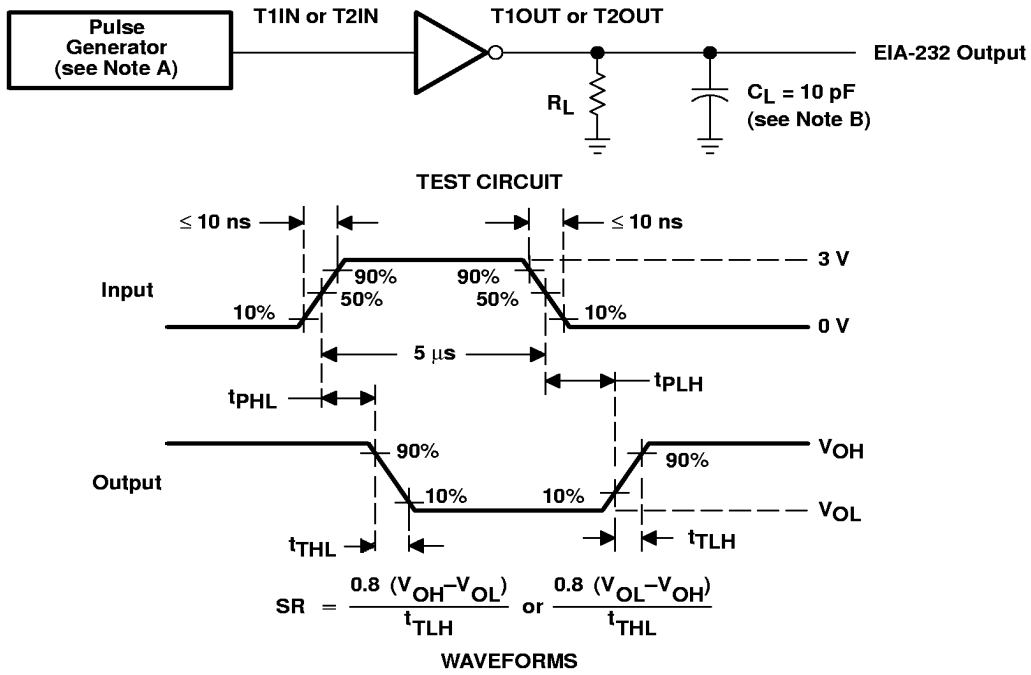 Pulse
Generator
(see Note A)
T1IN or T2IN
T1OUT or T2OUT
EIA-232 Output
RL
CL = 10 pF
(see Note B)
TEST CIRCUIT
≤ 10 ns
≤ 10 ns
3 V
90%
90%
Input
50%
50%
10%
10%
0 V
5 μs
tPHL
tPLH
VOH
90%
90%
Output
10%
10%
VOL
tTHL
tTLH
SR = 0.8 (VOH–VOL) / tTLH or 0.8 (VOL–VOH) / tTHL
WAVEFORMS